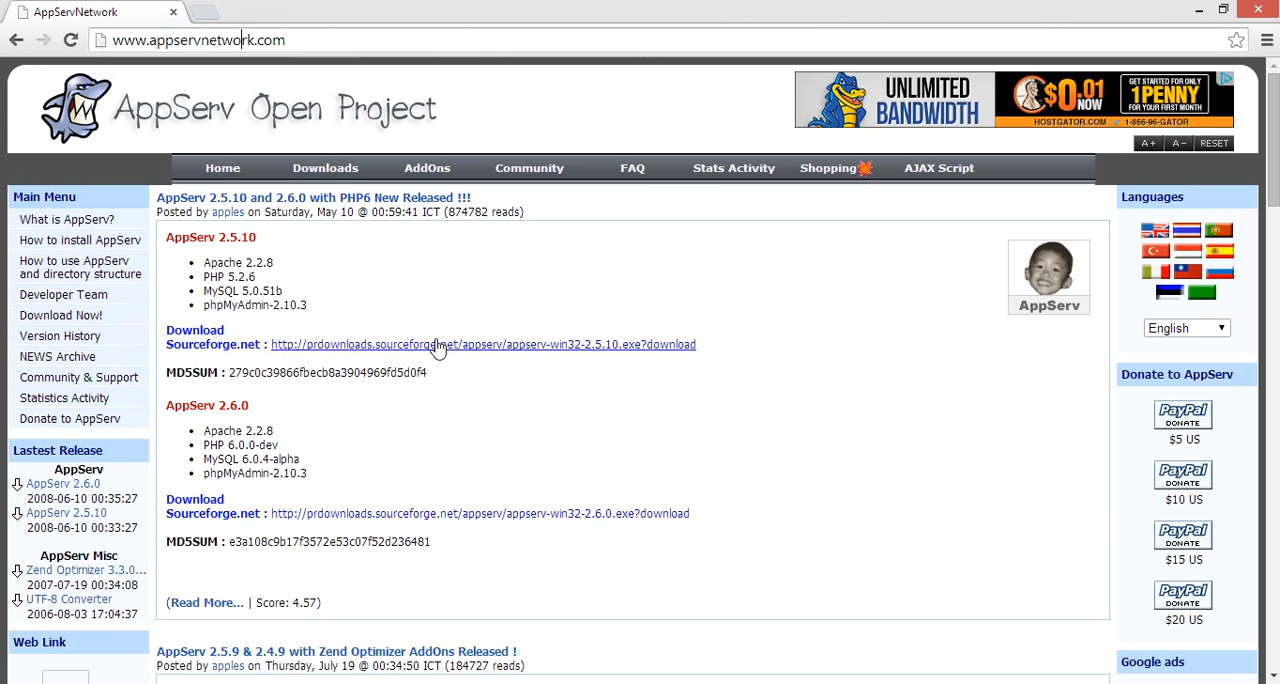 AppServNetwork
www.appservnetwork.com
AppServ Open Project
UNLIMITED
BANDWIDTH
$0.01
NOW
GET STARTED FOR ONLY
1PENNY
FOR YOUR FIRST MONTH
HOSTGATOR.COM
1-866-96-GATOR
A+ A- RESET
Home Downloads AddOns Community FAQ Stats Activity Shopping AJAX Script
Main Menu
What is AppServ?
How to install AppServ
How to use AppServ
and directory structure
Developer Team
Download Now!
Version History
NEWS Archive
Community & Support
Statistics Activity
Donate to AppServ
Lastest Release
AppServ
AppServ 2.6.0
2008-06-10 00:35:27
AppServ 2.5.10
2008-06-10 00:33:27
AppServ Misc
Zend Optimizer 3.3.0...
2007-07-19 00:34:08
UTF-8 Converter
2006-08-03 17:04:37
Web Link
AppServ 2.5.10 and 2.6.0 with PHP6 New Released !!!
Posted by apples on Saturday, May 10 @ 00:59:41 ICT (874782 reads)
AppServ 2.5.10
• Apache 2.2.8
• PHP 5.2.6
• MySQL 5.0.51b
• phpMyAdmin-2.10.3
Download
Sourceforge.net : http://prdownloads.sourceforge.net/appserv/appserv-win32-2.5.10.exe?download
MD5SUM : 279c0c39866fbecb8a3904969fd5d0f4
AppServ 2.6.0
• Apache 2.2.8
• PHP 6.0.0-dev
• MySQL 6.0.4-alpha
• phpMyAdmin-2.10.3
Download
Sourceforge.net : http://prdownloads.sourceforge.net/appserv/appserv-win32-2.6.0.exe?download
MD5SUM : e3a108c9b17f3572e53c07f52d236481
(Read More... | Score: 4.57)
AppServ
AppServ 2.5.9 & 2.4.9 with Zend Optimizer AddOns Released !
Posted by apples on Thursday, July 19 @ 00:34:50 ICT (184727 reads)
Languages
English
Donate to AppServ
PayPal
DONATE
$5 US
PayPal
DONATE
$10 US
PayPal
DONATE
$15 US
PayPal
DONATE
$20 US
Google ads